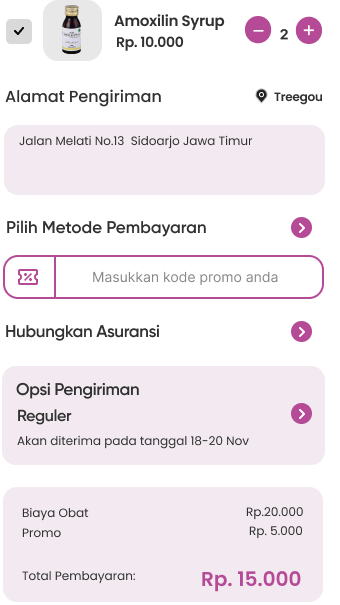 Amoxilin Syrup
Rp. 10.000
2
Alamat Pengiriman
Treegou
Jalan Melati No.13 Sidoarjo Jawa Timur
Pilih Metode Pembayaran
Masukkan kode promo anda
Hubungkan Asuransi
Opsi Pengiriman
Reguler
Akan diterima pada tanggal 18-20 Nov
Biaya Obat Rp.20.000
Promo Rp. 5.000
Total Pembayaran: Rp. 15.000